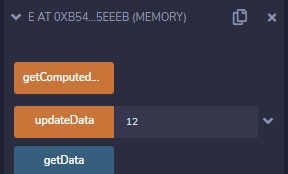 E AT 0XB54...5EEEB (MEMORY)
getComputed...
updateData 12
getData